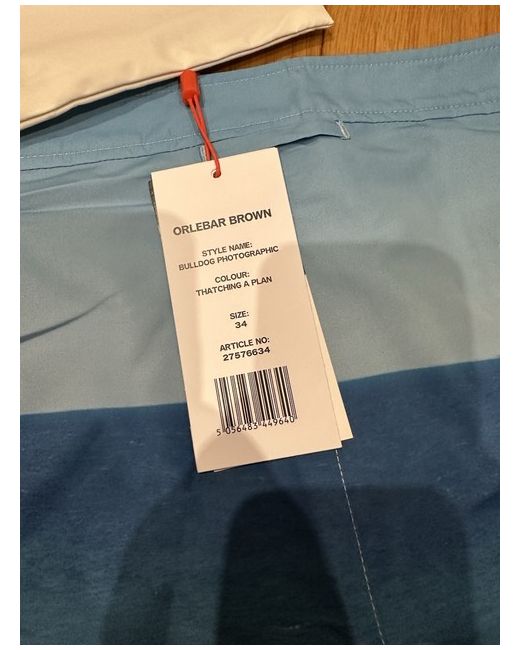 ORLEBAR BROWN
STYLE NAME:
BULLDOG PHOTOGRAPHIC
COLOUR:
THATCHING A PLAN
SIZE:
34
ARTICLE NO:
27576634
5 056483 449640